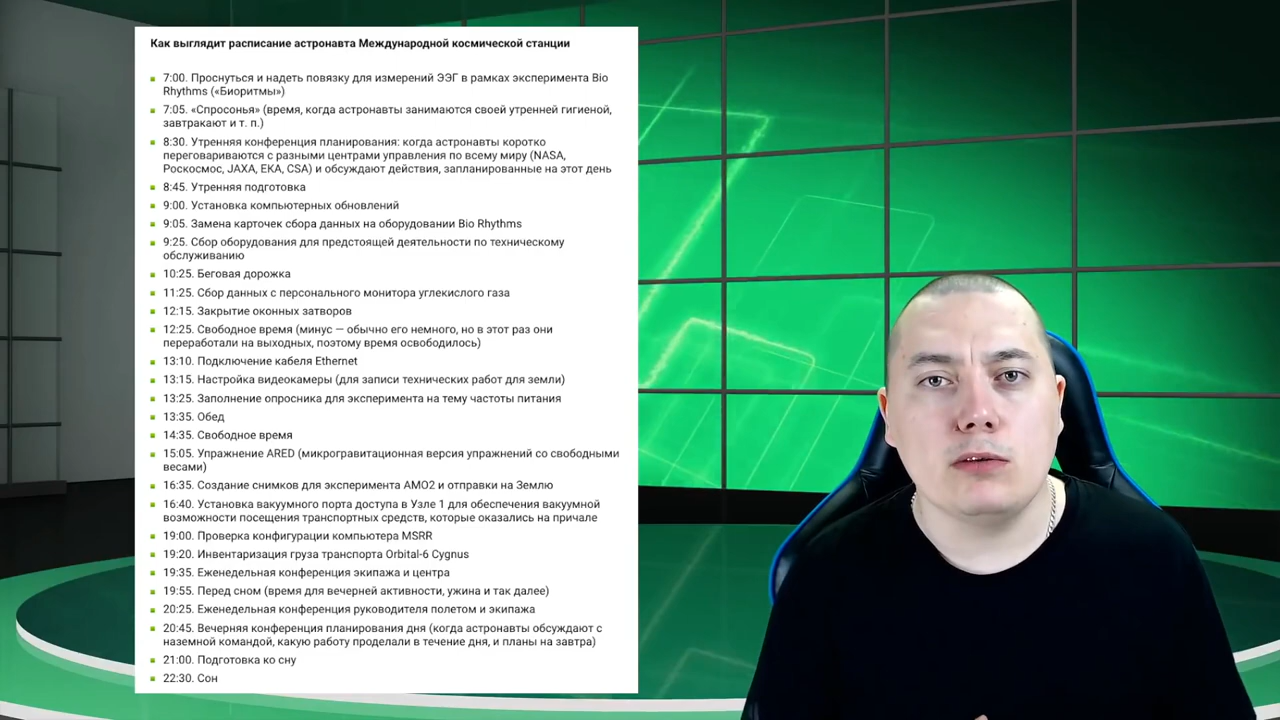 Как выглядит расписание астронавта Международной космической станции
7:00. Проснуться и надеть повязку для измерений ЭЭГ в рамках эксперимента Bio
Rhythms («Биоритмы»)
7:05. «Спросонья» (время, когда астронавты занимаются своей утренней гигиеной,
завтракают и т. п.)
8:30. Утренняя конференция планирования: когда астронавты коротко
переговариваются с разными центрами управления по всему миру (NASA,
Роскосмос, JAXA, ЕКА, CSA) и обсуждают действия, запланированные на этот день
8:45. Утренняя подготовка
9:00. Установка компьютерных обновлений
9:05. Замена карточек сбора данных на оборудовании Bio Rhythms
9:25. Сбор оборудования для предстоящей деятельности по техническому
обслуживанию
10:25. Беговая дорожка
11:25. Сбор данных с персонального монитора углекислого газа
12:15. Закрытие оконных затворов
12:25. Свободное время (минус — обычно его немного, но в этот раз они
переработали на выходных, поэтому время освободилось)
13:10. Подключение кабеля Ethernet
13:15. Настройка видеокамеры (для записи технических работ для земли)
13:25. Заполнение опросника для эксперимента на тему частоты питания
13:35. Обед
14:35. Свободное время
15:05. Упражнение ARED (микрогравитационная версия упражнений со свободными
весами)
16:35. Создание снимков для эксперимента АМО2 и отправки на Землю
16:40. Установка вакуумного порта доступа в Узле 1 для обеспечения вакуумной
возможности посещения транспортных средств, которые оказались на причале
19:00. Проверка конфигурации компьютера MSRR
19:20. Инвентаризация груза транспорта Orbital-6 Cygnus
19:35. Еженедельная конференция экипажа и центра
19:55. Перед сном (время для вечерней активности, ужина и так далее)
20:25. Еженедельная конференция руководителя полетом и экипажа
20:45. Вечерняя конференция планирования дня (когда астронавты обсуждают с
наземной командой, какую работу проделали в течение дня, и планы на завтра)
21:00. Подготовка ко сну
22:30. Сон